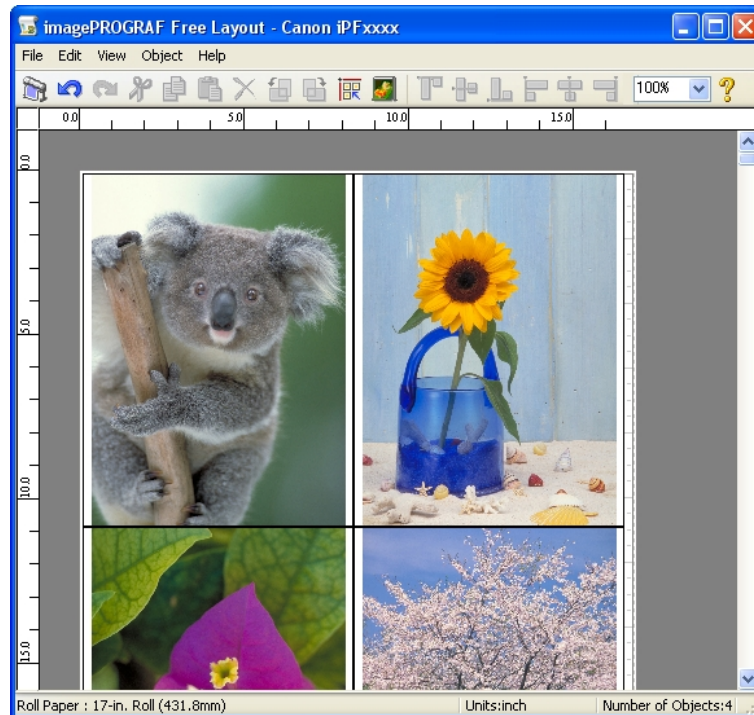 imagePROGRAF Free Layout - Canon iPFxxxx
File Edit View Object Help
100%
0.0 5.0 10.0 15.0
0.0
5.0
10.0
15.0
Roll Paper : 17-in. Roll (431.8mm) Units:inch Number of Objects:4